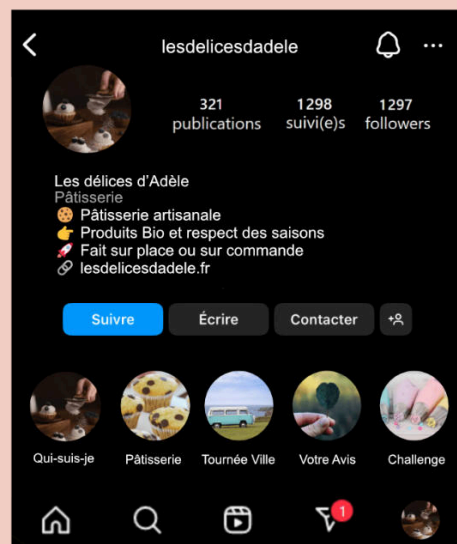 lesdelicesdadele
321 1298 1297
publications suivi(e)s followers
Les délices d'Adèle
Pâtisserie
Pâtisserie artisanale
Produits Bio et respect des saisons
Fait sur place ou sur commande
lesdelicesdadele.fr
Suivre Écrire Contacter
Qui-suis-je Pâtisserie Tournée Ville Votre Avis Challenge
1